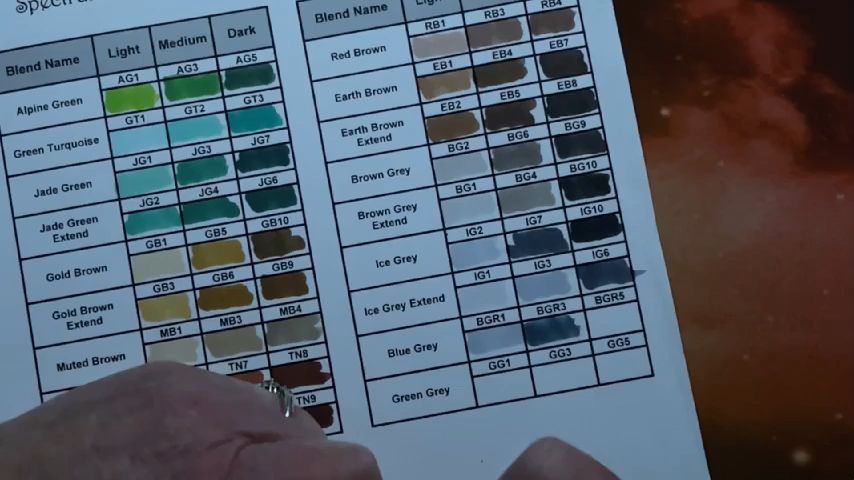 Blend Name Light Medium Dark
AG1 AG3 AG5
Alpine Green
GT1 GT2 GT3
Green Turquoise
JG1 JG3 JG7
Jade Green
JG2 JG4 JG6
Jade Green
Extend
GB1 GB5 GB10
Gold Brown
GB3 GB6 GB9
Gold Brown
Extend
MB1 MB3 MB4
Muted Brown
TN7 TN8
TN9
Blend Name
RB1 RB3 RB4
Red Brown
EB1 EB4 EB7
Earth Brown
EB2 EB5 EB8
Earth Brown
Extend
BG2 BG6 BG9
Brown Grey
BG1 BG4 BG10
Brown Grey
Extend
IG2 IG7 IG10
Ice Grey
IG1 IG3 IG6
Ice Grey Extend
BGR1 BGR3 BGR5
Blue Grey
GG1 GG3 GG5
Green Grey